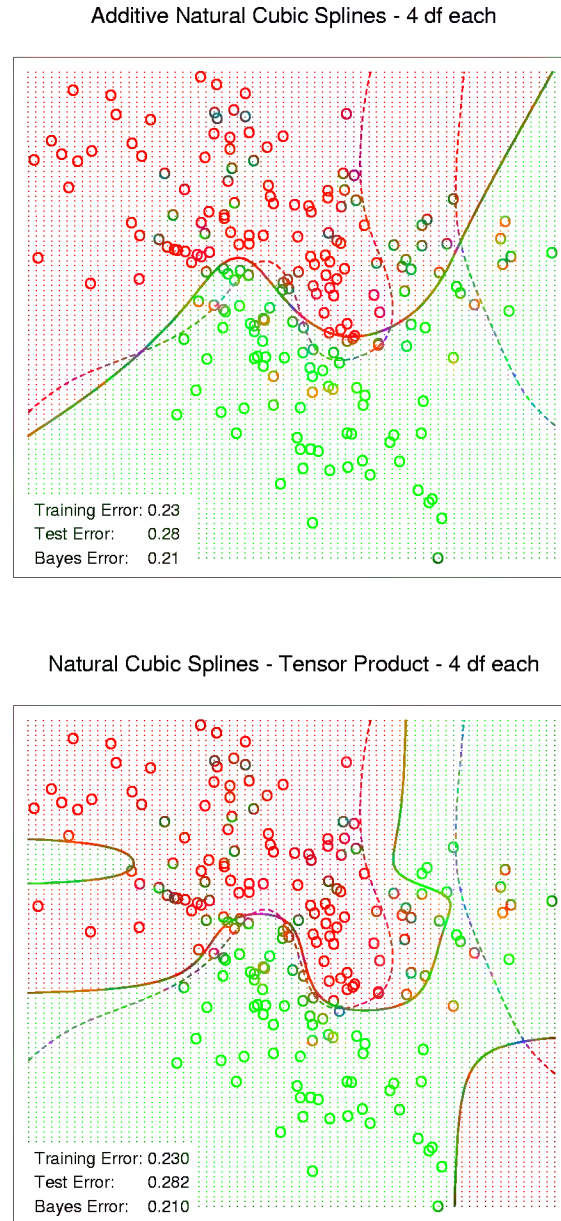 Additive Natural Cubic Splines - 4 df each
Training Error: 0.23
Test Error: 0.28
Bayes Error: 0.21
Natural Cubic Splines - Tensor Product - 4 df each
Training Error: 0.230
Test Error: 0.282
Bayes Error: 0.210